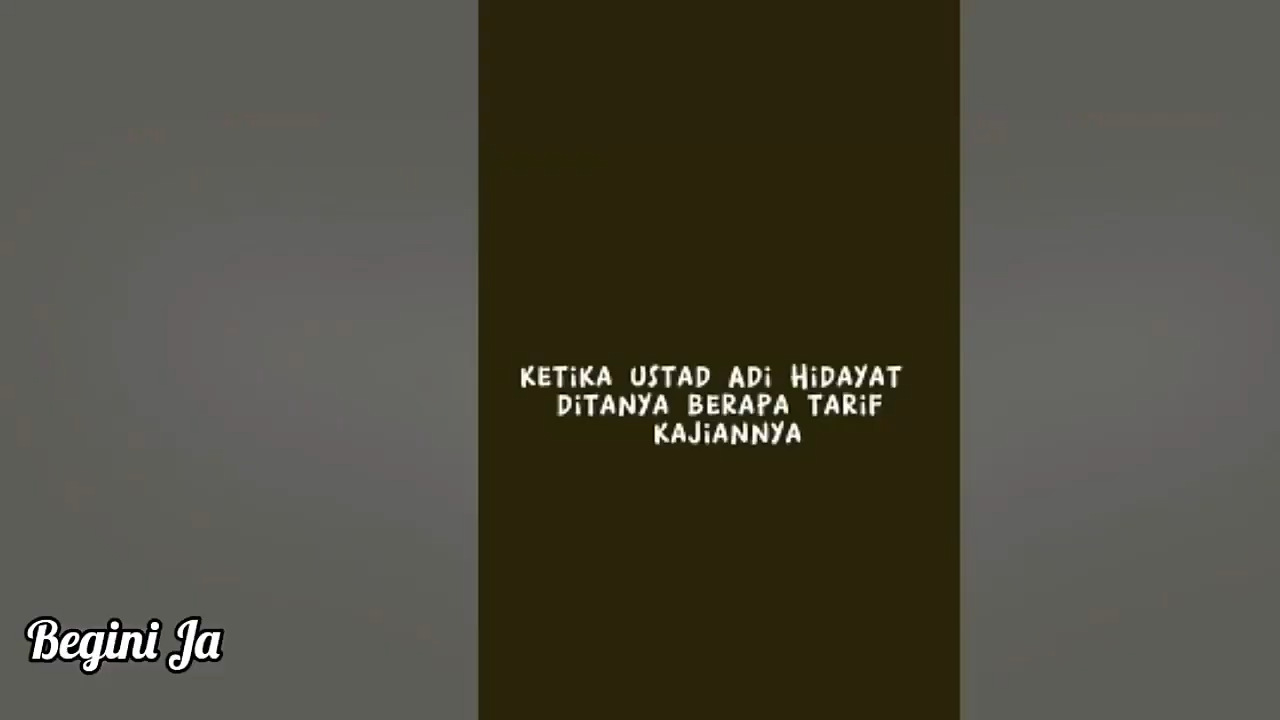 KETiKA USTAD ADi HiDAYAT
DiTANYA BERAPA TARiF
KAJiANNYA
Begini Ja